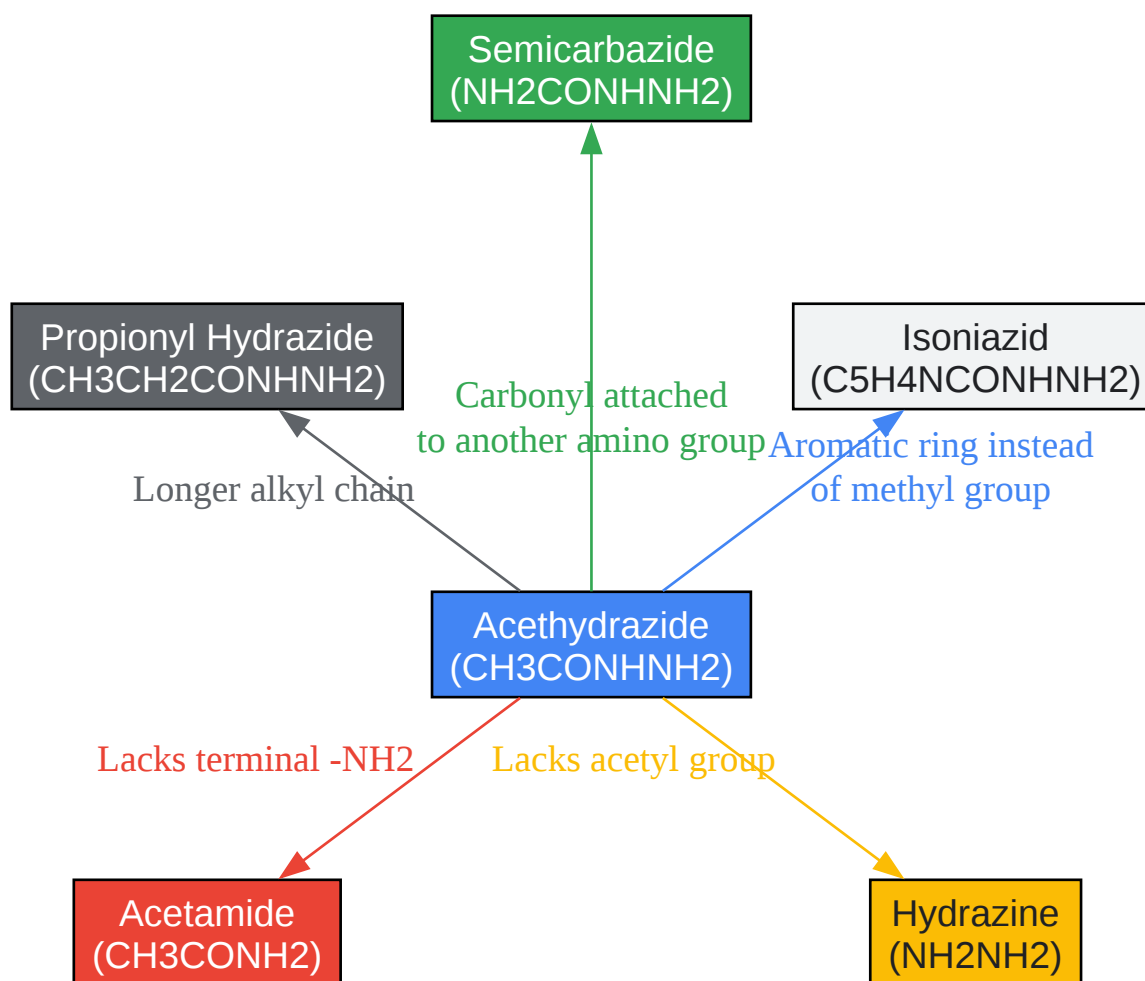 Semicarbazide
(NH2CONHNH2)
Propionyl Hydrazide
(CH3CH2CONHNH2)
Isoniazid
(C5H4NCONHNH2)
Carbonyl attached
to another amino group
Aromatic ring instead
of methyl group
Longer alkyl chain
Acethydrazide
(CH3CONHNH2)
Lacks terminal -NH2
Lacks acetyl group
Acetamide
(CH3CONH2)
Hydrazine
(NH2NH2)